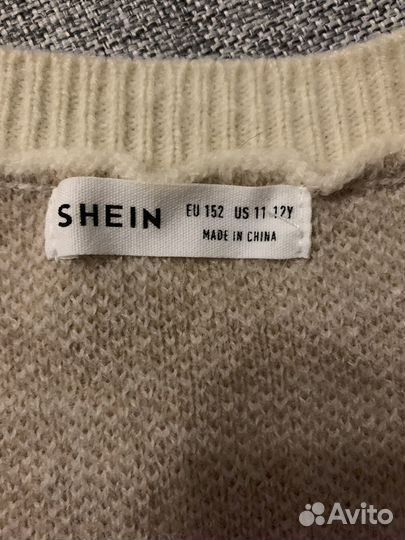 SHEIN EU 152 US 11-12Y
MADE IN CHINA
Avito